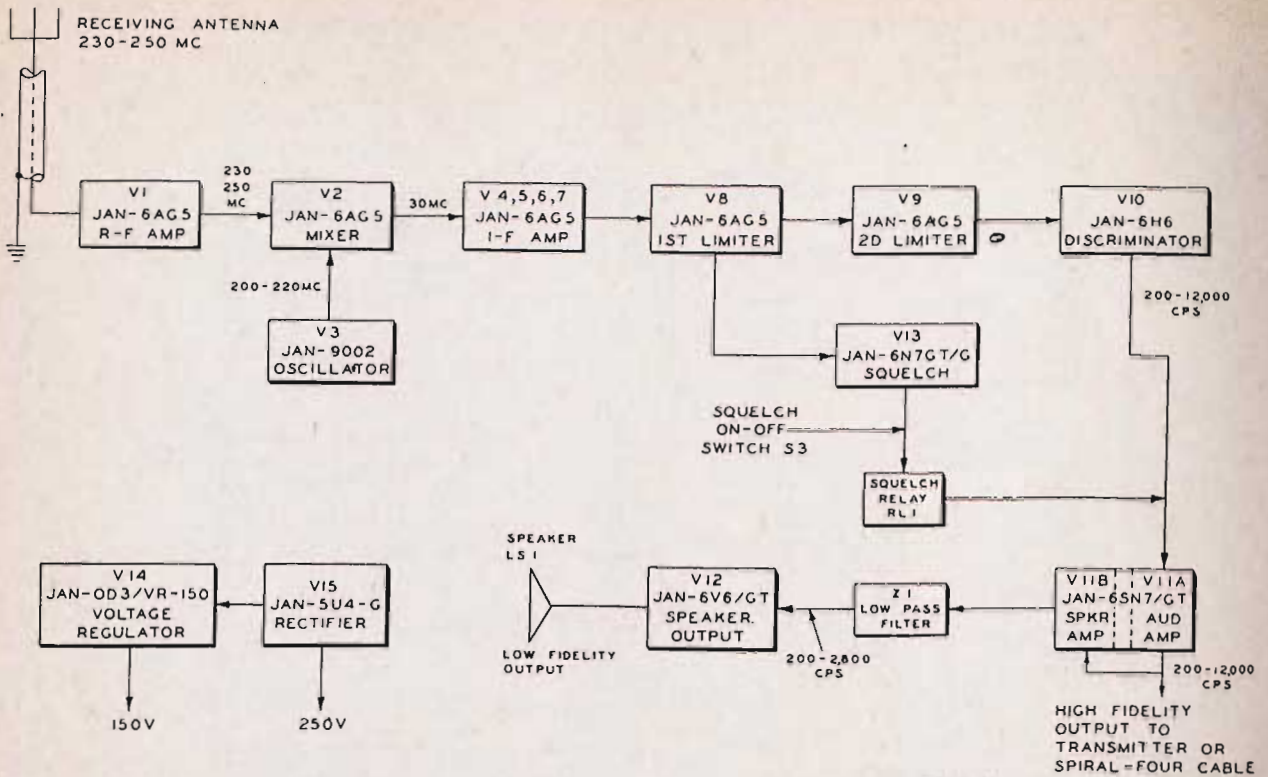 RECEIVING ANTENNA
230-250 MC
V1
JAN-6AG5
R-F AMP
230
250
MC
V2
JAN-6AG5
MIXER
30MC
V 4,5,6,7
JAN-6AG5
I-F AMP
V8
JAN-6AG5
1ST LIMITER
V9
JAN-6AG5
2D LIMITER
V10
JAN-6H6
DISCRIMINATOR
200-220MC
V3
JAN-9002
OSCILLATOR
200-12,000
CPS
V13
JAN-6N7GT/G
SQUELCH
SQUELCH
ON-OFF
SWITCH S3
SQUELCH
RELAY
RL1
V14
JAN-OD3/VR-150
VOLTAGE
REGULATOR
150V
V15
JAN-5U4-G
RECTIFIER
250V
SPEAKER
LS1
LOW FIDELITY
OUTPUT
V12
JAN-6V6/GT
SPEAKER.
OUTPUT
200-2,800
CPS
Z1
LOW PASS
FILTER
V11B V11A
JAN-6SN7/GT
SPKR AUD
AMP AMP
200-12,000
CPS
HIGH FIDELITY
OUTPUT TO
TRANSMITTER OR
SPIRAL-FOUR CABLE